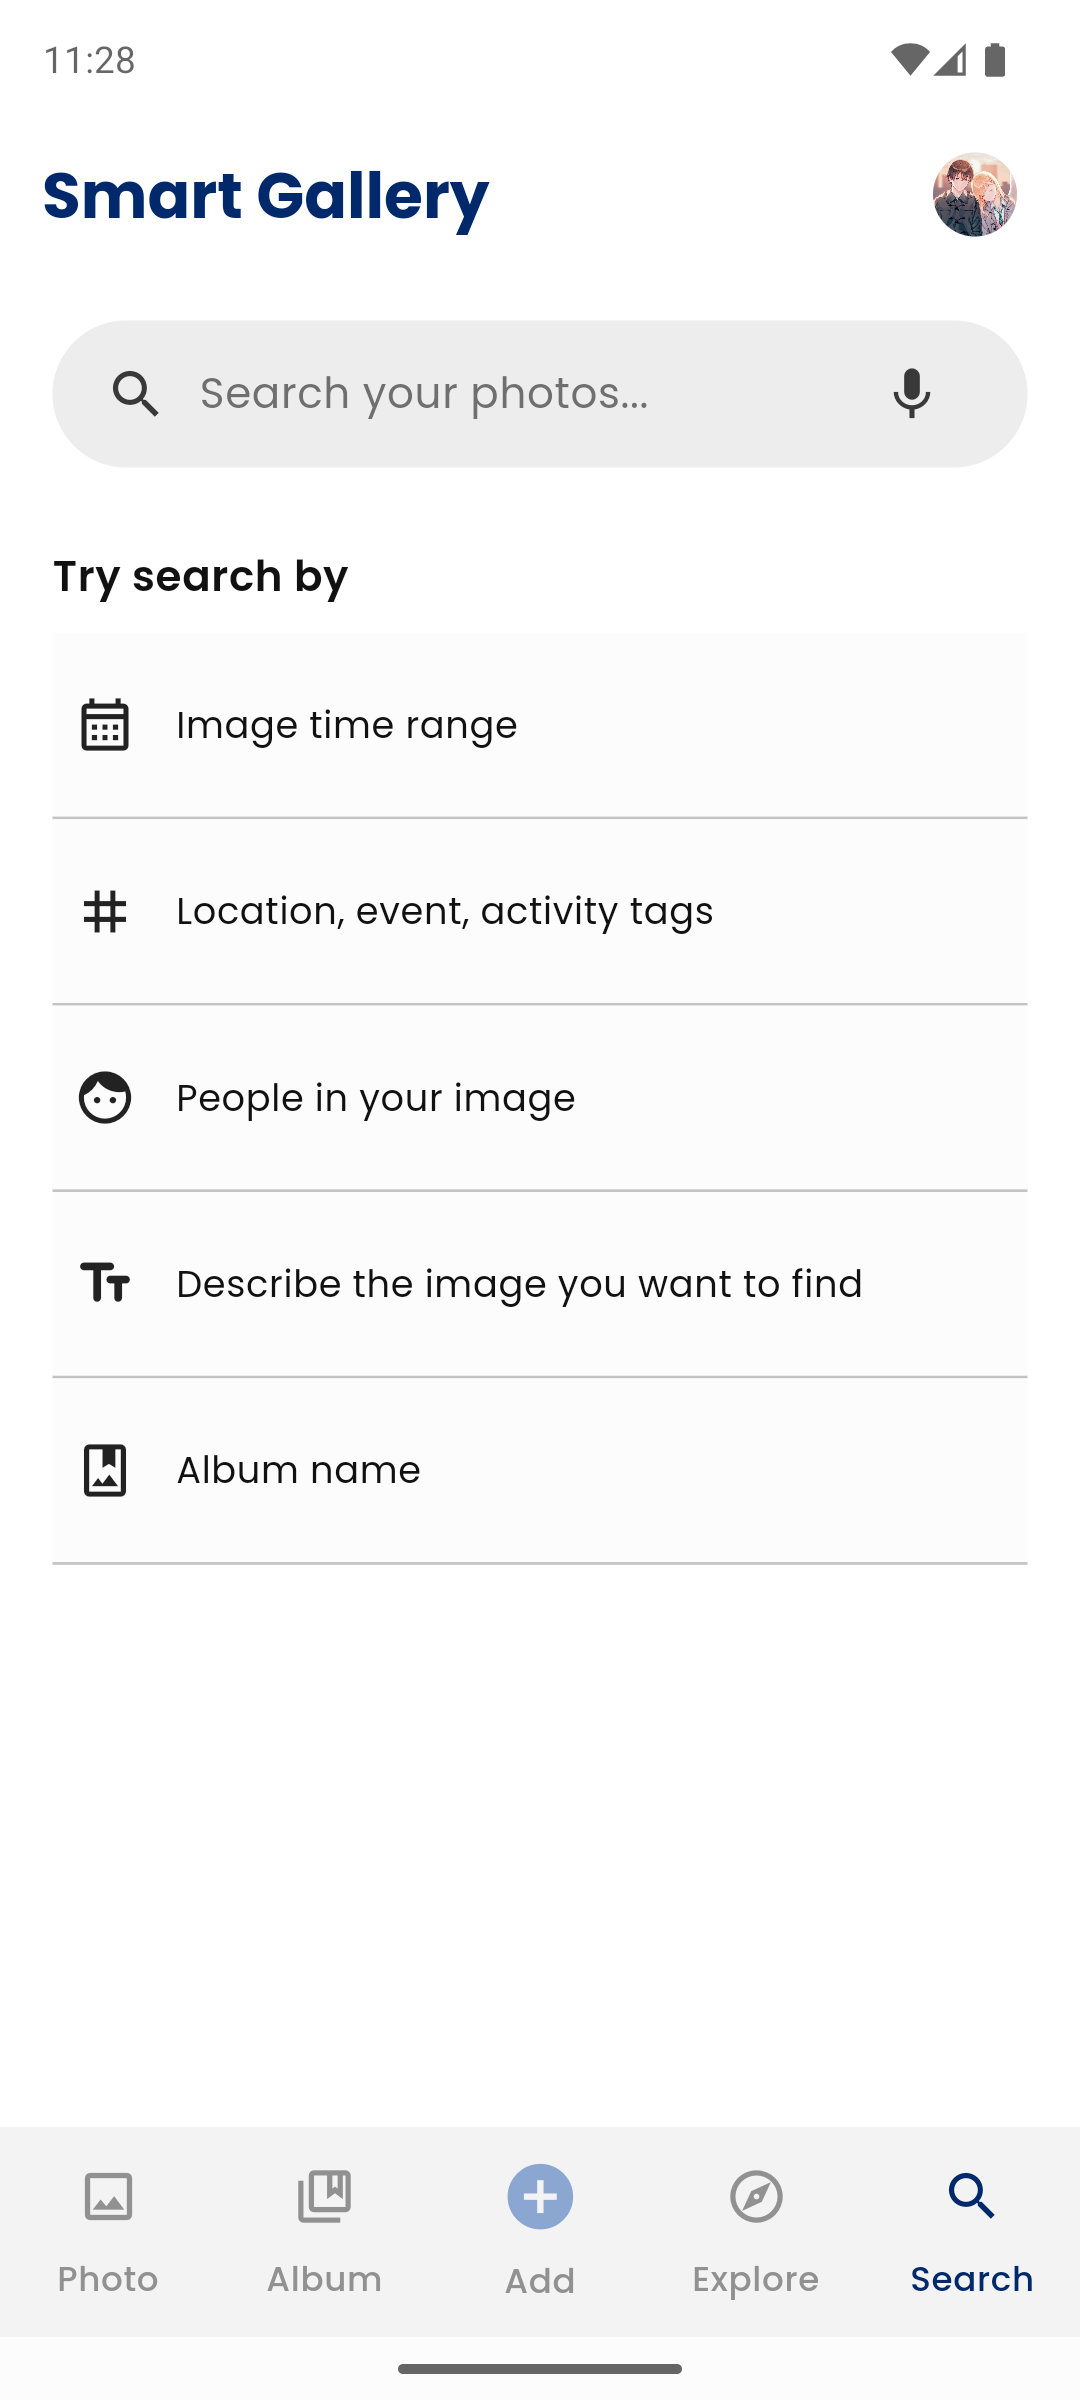 11:28
Smart Gallery
Search your photos...
Try search by
Image time range
Location, event, activity tags
People in your image
Describe the image you want to find
Album name
Photo
Album
Add
Explore
Search